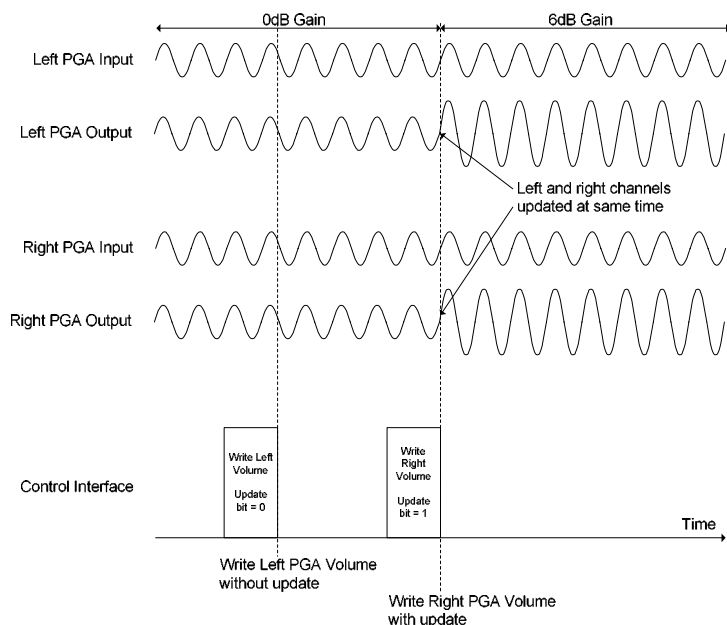 0dB Gain
6dB Gain
Left PGA Input
Left PGA Output
Left and right channels
updated at same time
Right PGA Input
Right PGA Output
Control Interface
Write Left
Volume
Update
bit = 0
Write
Right
Volume
Update
bit = 1
Time
Write Left PGA Volume
without update
Write Right PGA Volume
with update